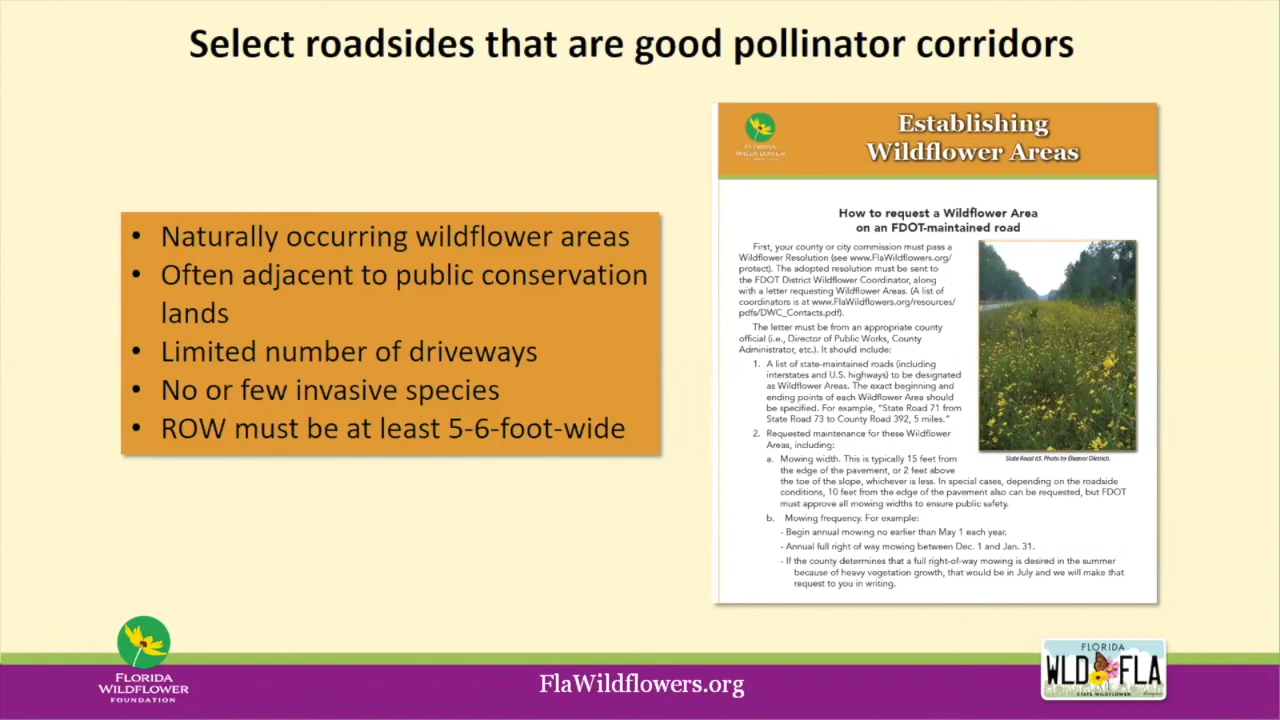 Select roadsides that are good pollinator corridors
• Naturally occurring wildflower areas
• Often adjacent to public conservation
lands
• Limited number of driveways
• No or few invasive species
• ROW must be at least 5-6-foot-wide
FLORIDA
WILDFLOWER
Establishing
Wildflower Areas
How to request a Wildflower Area
on an FDOT-maintained road
First, your county or city commission must pass a
Wildflower Resolution (see www.FlaWildflowers.org/
protect). The adopted resolution must be sent to
the FDOT District Wildflower Coordinator, along
with a letter requesting Wildflower Areas. (A list of
coordinators is at www.FlaWildflowers.org/resources/
pdfs/DWC_Contacts.pdf).
The letter must be from an appropriate county
official (i.e., Director of Public Works, County
Administrator, etc.). It should include:
1. A list of state-maintained roads (including
interstates and U.S. highways) to be designated
as Wildflower Areas. The exact beginning and
ending points of each Wildflower Area should
be specified. For example, “State Road 71 from
State Road 73 to County Road 392, 5 miles.”
2. Requested maintenance for these Wildflower
Areas, including:
a. Mowing width. This is typically 15 feet from
the edge of the pavement, or 2 feet above
the toe of the slope, whichever is less. In special cases, depending on the roadside
conditions, 10 feet from the edge of the pavement also can be requested, but FDOT
must approve all mowing widths to ensure public safety.
b. Mowing frequency. For example:
- Begin annual mowing no earlier than May 1 each year.
- Annual full right of way mowing between Dec. 1 and Jan. 31.
- If the county determines that a full right-of-way mowing is desired in the summer
because of heavy vegetation growth, that would be in July and we will make that
request to you in writing.
State Road 65. Photo by Eleanor Dietrich.
FLORIDA
WILDFLOWER
FOUNDATION
FlaWildflowers.org
FLORIDA
WLD FLA
STATE WILDFLOWER